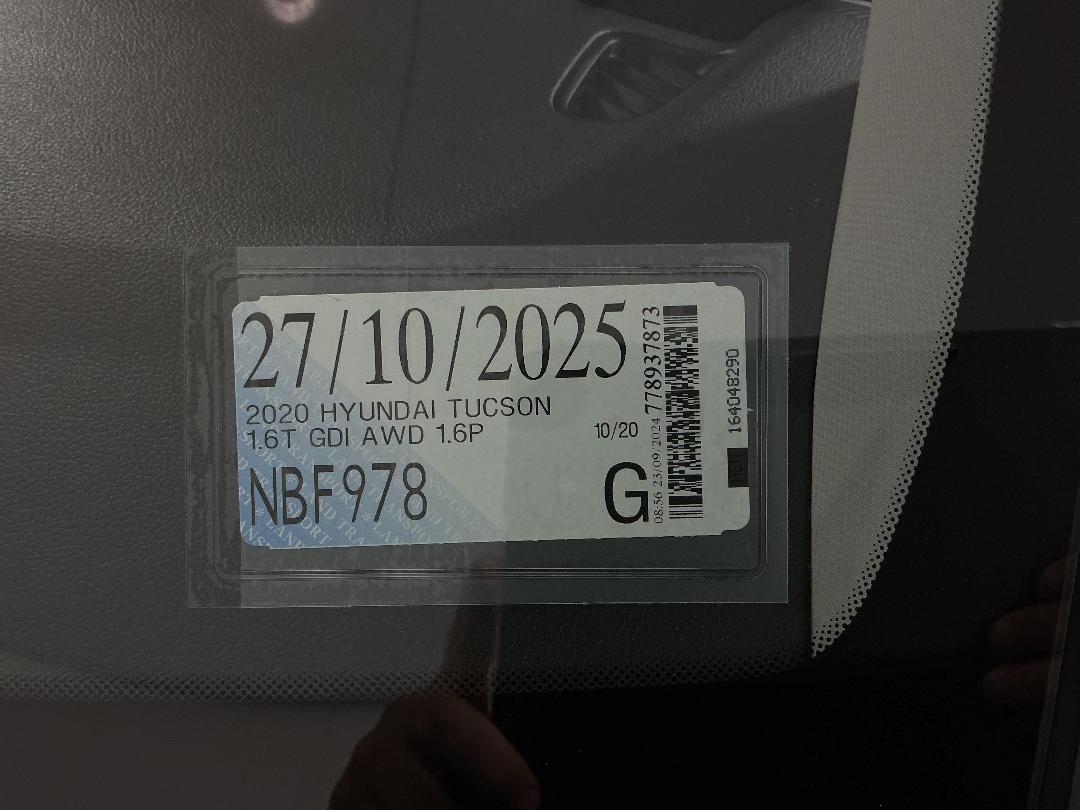 27/10/2025
2020 HYUNDAI TUCSON
1.6T GDI AWD 1.6P
10/20
NBF978
G
08:56 23/09/2024 778937873
164048290